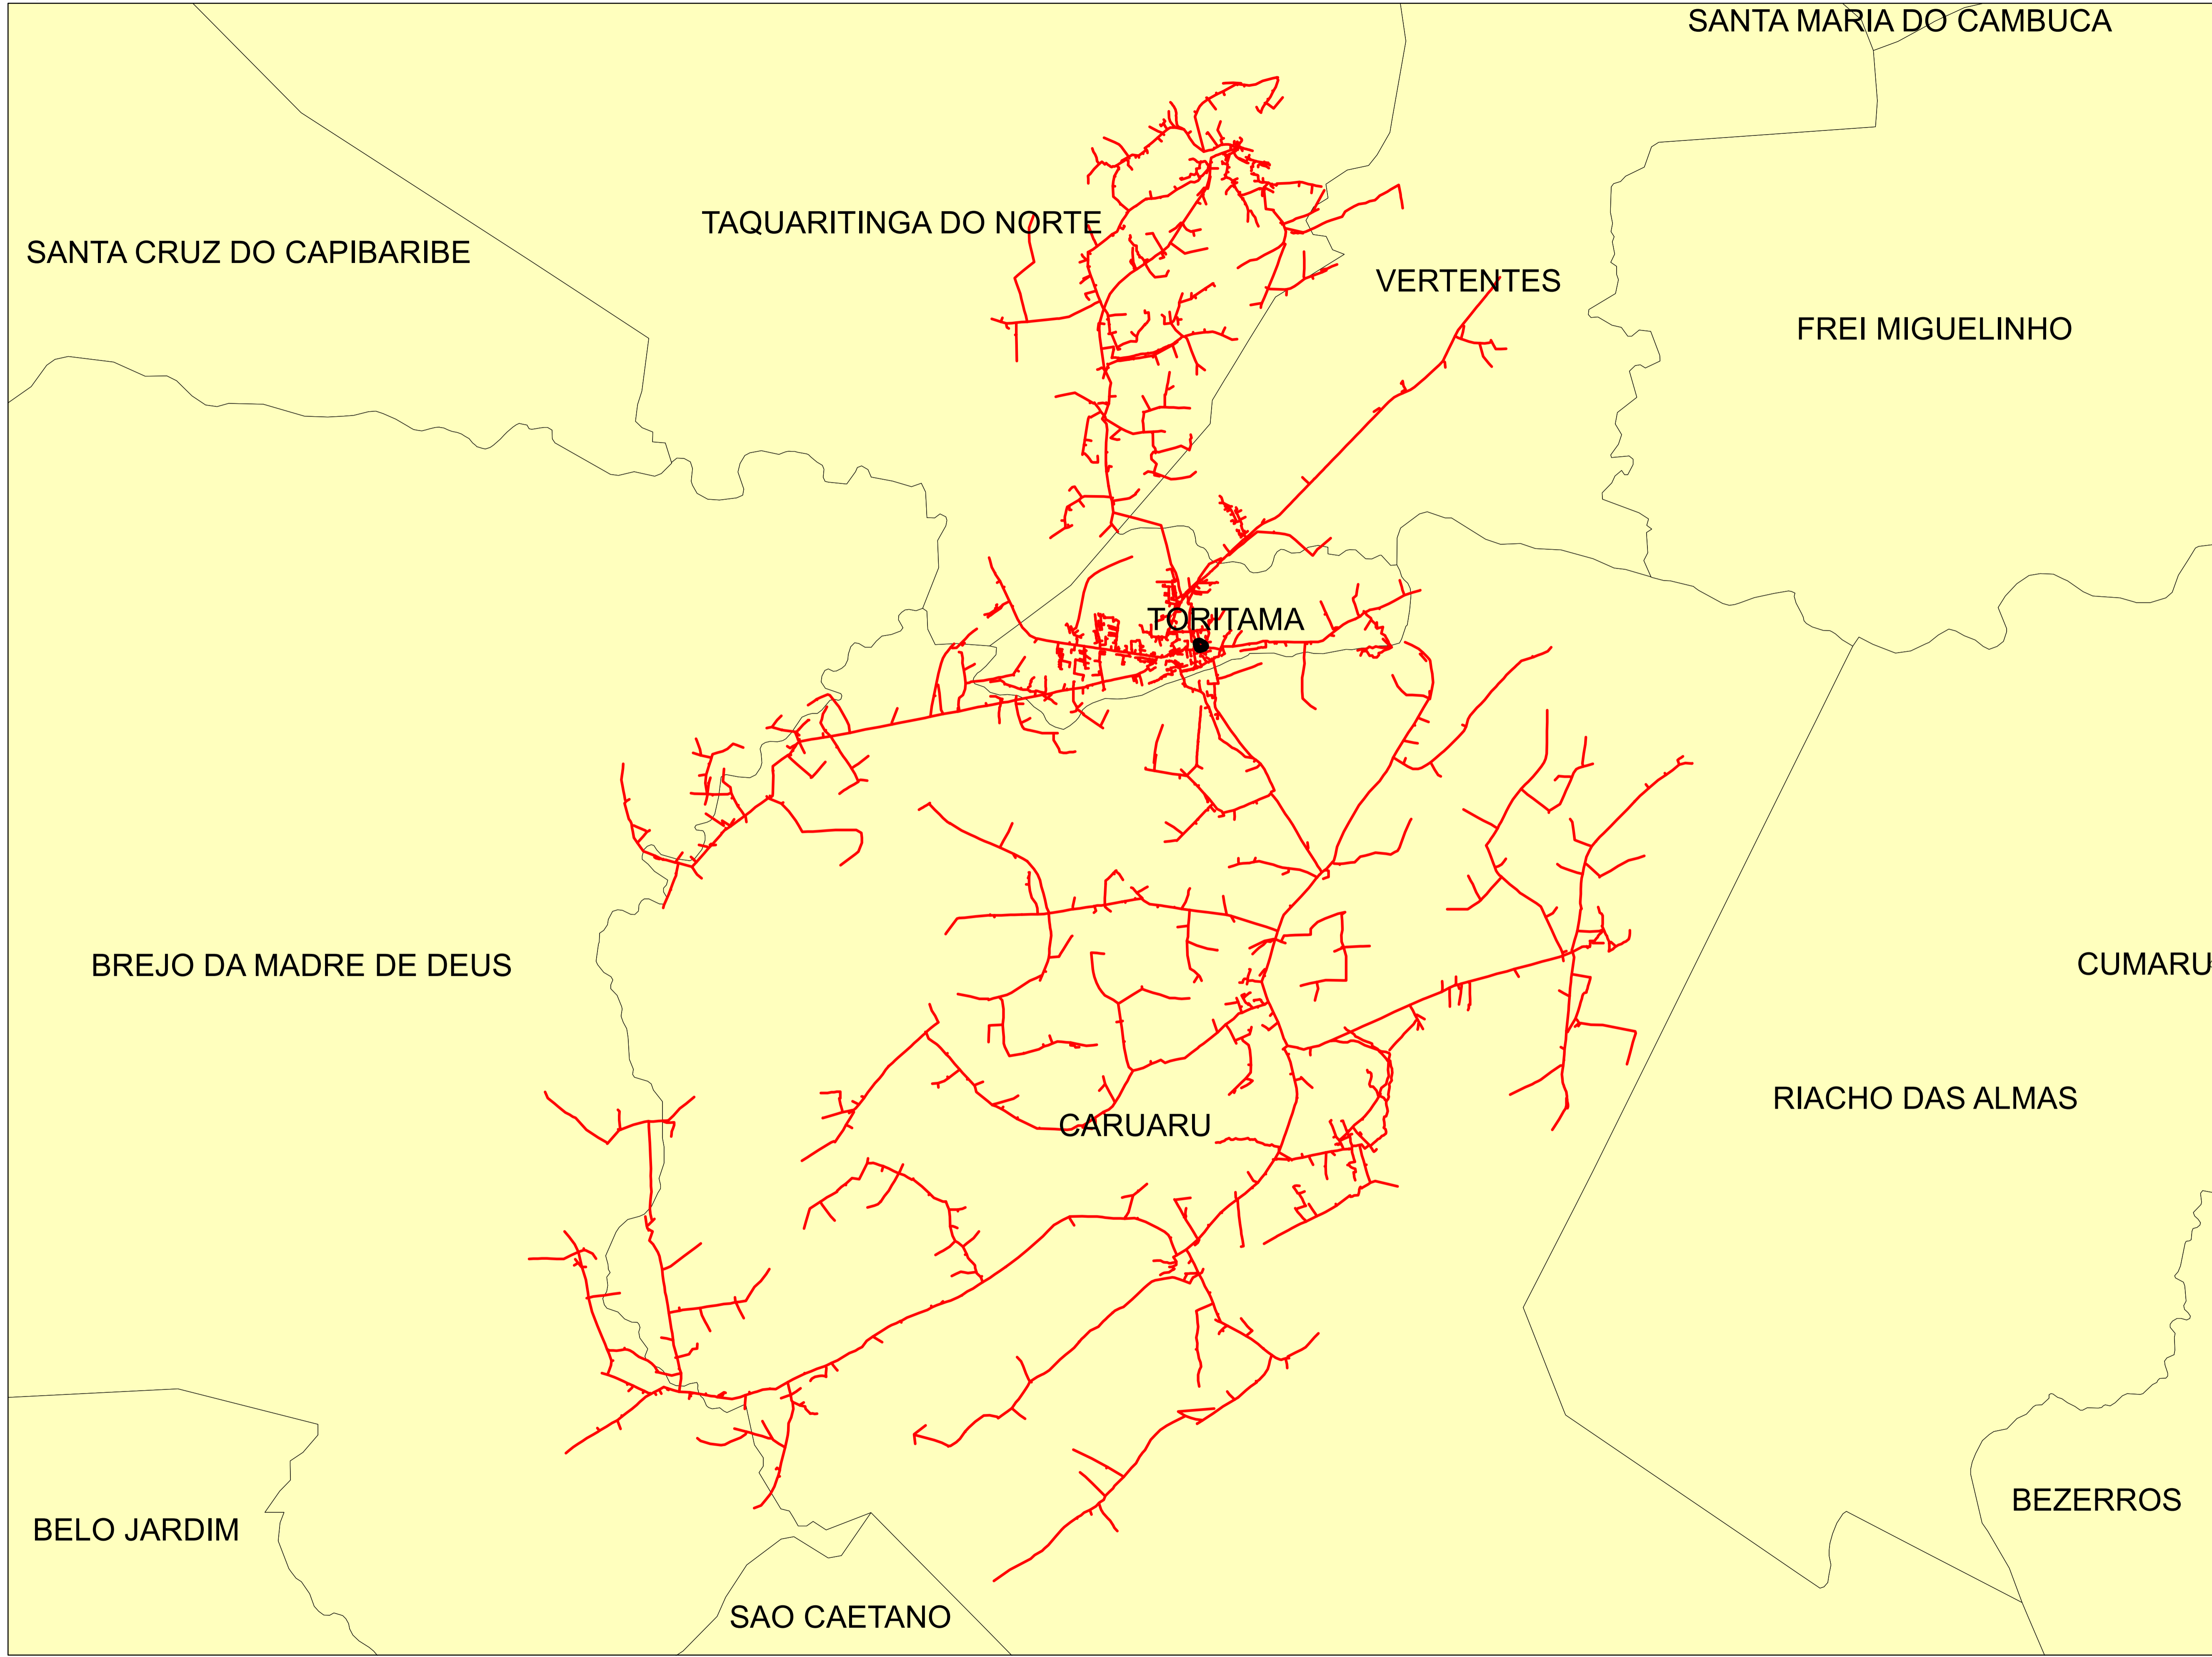 SANTA MARIA DO CAMBUCA
TAQUARITINGA DO NORTE
SANTA CRUZ DO CAPIBARIBE
VERTENTES
FREI MIGUELINHO
TORITAMA
BREJO DA MADRE DE DEUS
CUMARU
RIACHO DAS ALMAS
CARUARU
BEZERROS
BELO JARDIM
SAO CAETANO